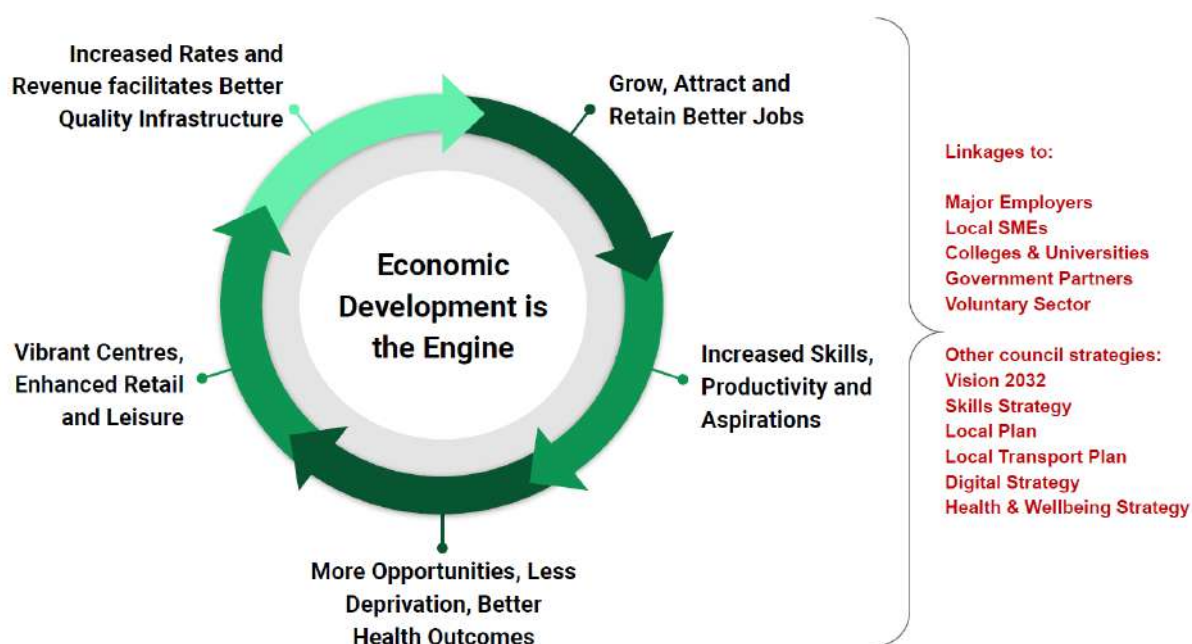 Increased Rates and
Revenue facilitates Better
Quality Infrastructure
Grow, Attract and
Retain Better Jobs
Economic
Development is
the Engine
Increased Skills,
Productivity and
Aspirations
More Opportunities, Less
Deprivation, Better
Health Outcomes
Vibrant Centres,
Enhanced Retail
and Leisure
Linkages to:
Major Employers
Local SMEs
Colleges & Universities
Government Partners
Voluntary Sector
Other council strategies:
Vision 2032
Skills Strategy
Local Plan
Local Transport Plan
Digital Strategy
Health & Wellbeing Strategy